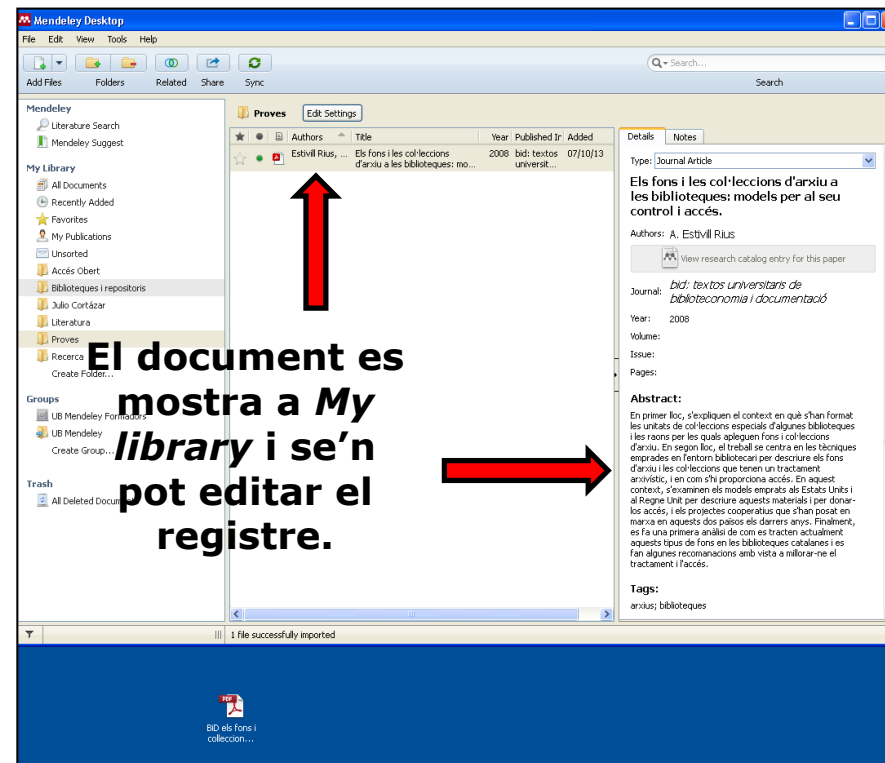 Mendeley Desktop
File Edit View Tools Help
Add Files Folders Related Share Sync
Search...
Search
Mendeley
Literature Search
Mendeley Suggest
My Library
All Documents
Recently Added
Favorites
My Publications
Unsorted
Accés Obert
Biblioteques i repositoris
Julio Cortázar
Literatura
Proves
Recerca
Create Folder...
Groups
UB Mendeley Formadors
UB Mendeley
Create Group...
Trash
All Deleted Documents
Proves Edit Settings
Authors Title Year Published In Added
Estivill Rius, ... Els fons i les col·leccions 2008 bid: textos 07/10/13
d'arxiu a les biblioteques: mo... universit...
El document es
mostra a My
library i se'n
pot editar el
registre.
Details Notes
Type: Journal Article
Els fons i les col·leccions d'arxiu a
les biblioteques: models per al seu
control i accés.
Authors: A. Estivill Rius
View research catalog entry for this paper
Journal: bid: textos universitaris de
biblioteconomia i documentació
Year: 2008
Volume:
Issue:
Pages:
Abstract:
En primer lloc, s'expliquen el context en què s'han format
les unitats de col·leccions especials d'algunes biblioteques
i les raons per les quals apleguen fons i col·leccions
d'arxiu. En segon lloc, el treball se centra en les tècniques
emprades en l'entorn bibliotecari per descriure els fons
d'arxiu i les col·leccions que tenen un tractament
arxivístic, i en com s'hi proporciona accés. En aquest
context, s'examinen els models emprats als Estats Units i
al Regne Unit per descriure aquests materials i per donar-
los accés, i els projectes cooperatius que s'han posat en
marxa en aquests dos països els darrers anys. Finalment,
es fa una primera anàlisi de com es tracten actualment
aquests tipus de fons en les biblioteques catalanes i es
fan algunes recomanacions amb vista a millorar-ne el
tractament i l'accés.
Tags:
arxius; biblioteques
1 file successfully imported
PDF
BiD els fons i
colleccion...